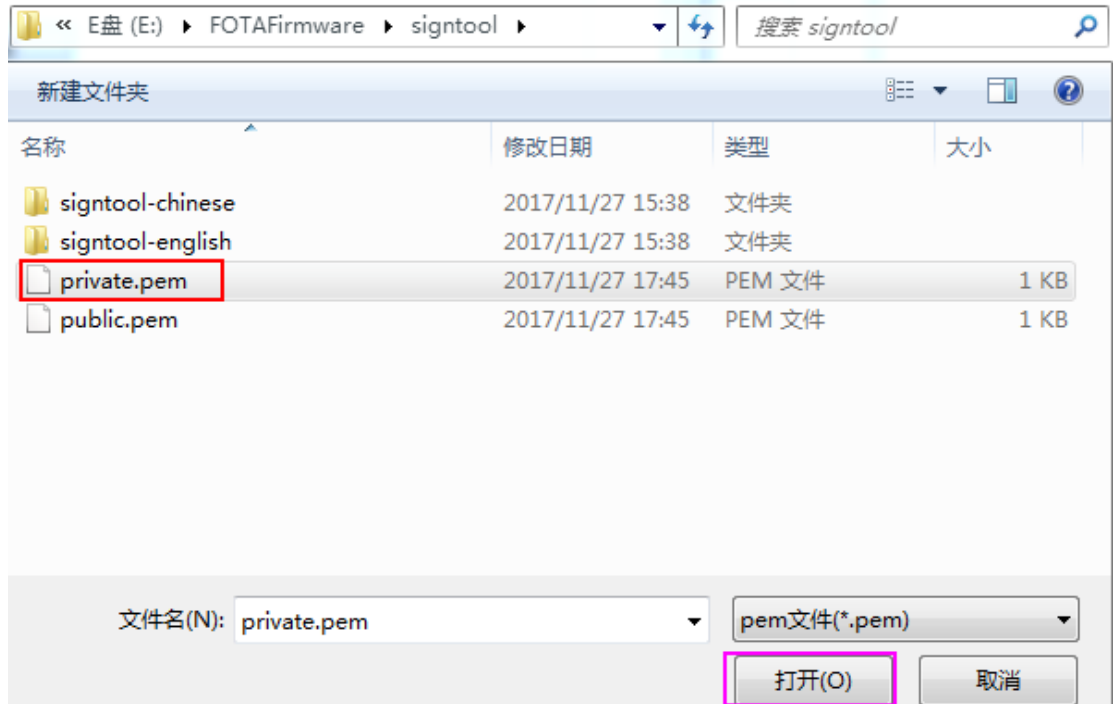 « E盘 (E:) FOTAFirmware signtool 搜索 signtool
新建文件夹
名称 修改日期 类型 大小
signtool-chinese 2017/11/27 15:38 文件夹
signtool-english 2017/11/27 15:38 文件夹
private.pem 2017/11/27 17:45 PEM 文件 1 KB
public.pem 2017/11/27 17:45 PEM 文件 1 KB
文件名(N): private.pem pem文件(*.pem)
打开(O) 取消